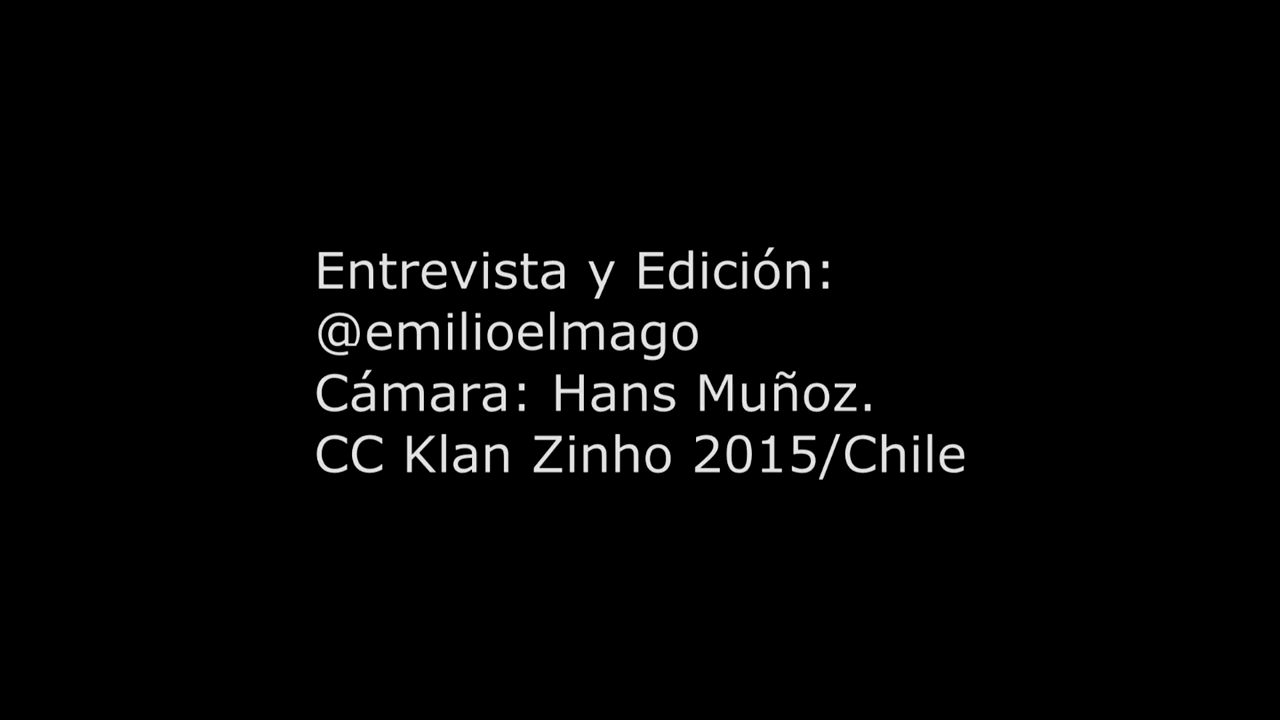 Entrevista y Edición:
@emilioelmago
Cámara: Hans Muñoz.
CC Klan Zinho 2015/Chile